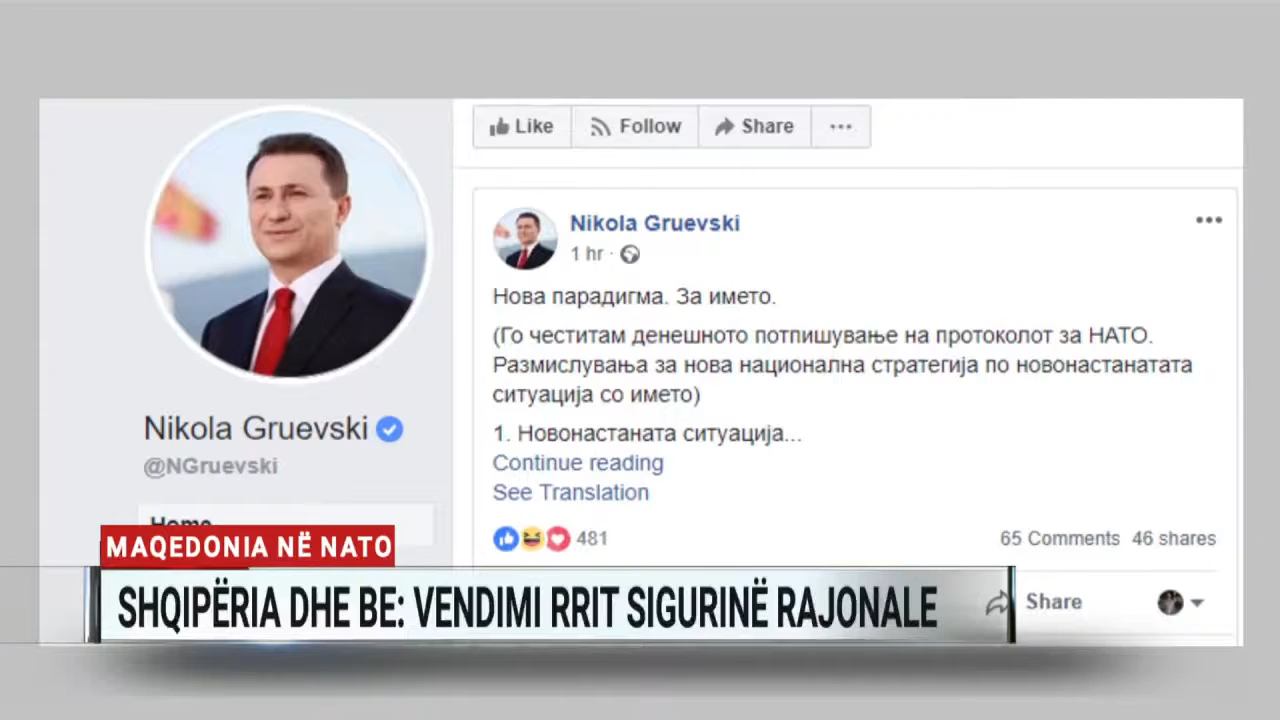 Like
Follow
Share
Nikola Gruevski
1 hr ·
Нова парадигма. За името.
(Го честитам денешното потпишување на протоколот за НАТО.
Размислувања за нова национална стратегија по новонастанатата
ситуација со името)
1. Новонастаната ситуација...
Continue reading
See Translation
481
65 Comments 46 shares
Share
Nikola Gruevski
@NGruevski
Home
MAQEDONIA NË NATO
SHQIPËRIA DHE BE: VENDIMI RRIT SIGURINË RAJONALE